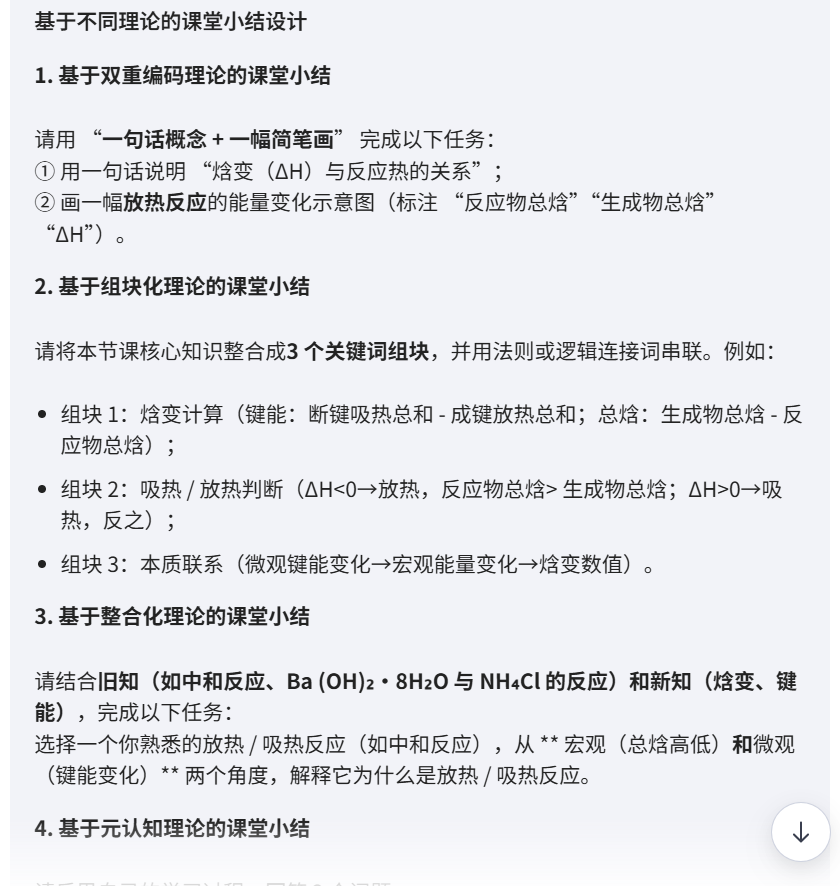 基于不同理论的课堂小结设计
1. 基于双重编码理论的课堂小结
请用 “一句话概念 + 一幅简笔画” 完成以下任务：
① 用一句话说明 “焓变（ΔH）与反应热的关系”；
② 画一幅放热反应的能量变化示意图（标注 “反应物总焓”“生成物总焓”
“ΔH”）。
2. 基于组块化理论的课堂小结
请将本节课核心知识整合成3 个关键词组块，并用法则或逻辑连接词串联。例如：
• 组块 1：焓变计算（键能：断键吸热总和 - 成键放热总和；总焓：生成物总焓 - 反
应物总焓）；
• 组块 2：吸热 / 放热判断（ΔH<0→放热，反应物总焓> 生成物总焓；ΔH>0→吸
热，反之）；
• 组块 3：本质联系（微观键能变化→宏观能量变化→焓变数值）。
3. 基于整合化理论的课堂小结
请结合旧知（如中和反应、Ba (OH)₂・8H₂O 与 NH₄Cl 的反应）和新知（焓变、键
能），完成以下任务：
选择一个你熟悉的放热 / 吸热反应（如中和反应），从 ** 宏观（总焓高低）和微观
（键能变化）** 两个角度，解释它为什么是放热 / 吸热反应。
4. 基于元认知理论的课堂小结